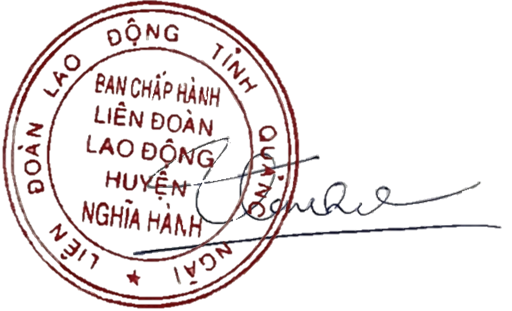 LIÊN ĐOÀN LAO ĐỘNG TỈNH QUẢNG NGÃI
BAN CHẤP HÀNH
LIÊN ĐOÀN
LAO ĐỘNG
HUYỆN
NGHĨA HÀNH